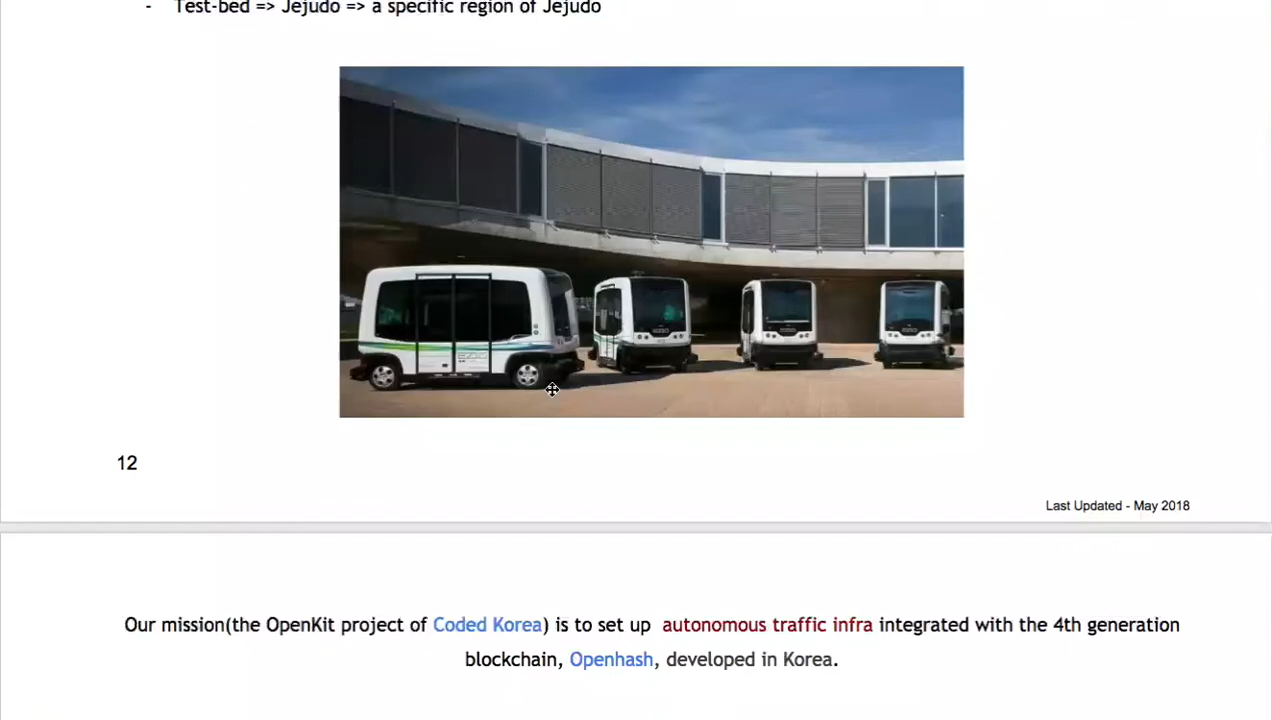 - Test-bed => Jejudo => a specific region of Jejudo
12
Last Updated - May 2018
Our mission(the OpenKit project of Coded Korea) is to set up autonomous traffic infra integrated with the 4th generation
blockchain, Openhash, developed in Korea.